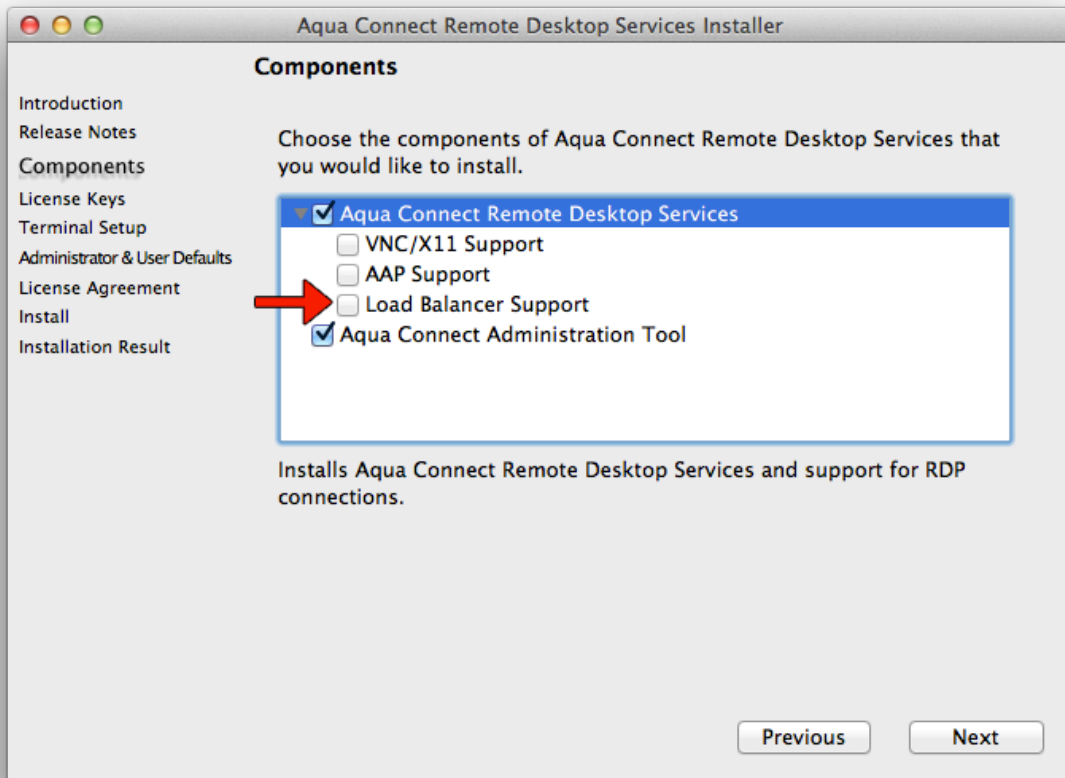 Aqua Connect Remote Desktop Services Installer
Components
Introduction
Release Notes
Components
License Keys
Terminal Setup
Administrator & User Defaults
License Agreement
Install
Installation Result
Choose the components of Aqua Connect Remote Desktop Services that
you would like to install.
Aqua Connect Remote Desktop Services
VNC/X11 Support
AAP Support
Load Balancer Support
Aqua Connect Administration Tool
Installs Aqua Connect Remote Desktop Services and support for RDP
connections.
Previous
Next